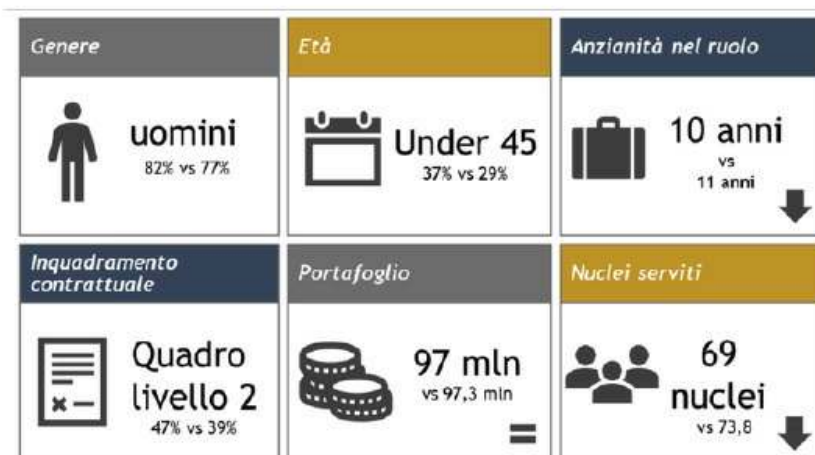 Genere
uomini
82% vs 77%
Età
Under 45
37% vs 29%
Anzianità nel ruolo
10 anni
vs
11 anni
Inquadramento
contrattuale
Quadro
livello 2
47% vs 39%
Portafoglio
97 mln
vs 97,3 mln
=
Nuclei serviti
69
nuclei
vs 73,8